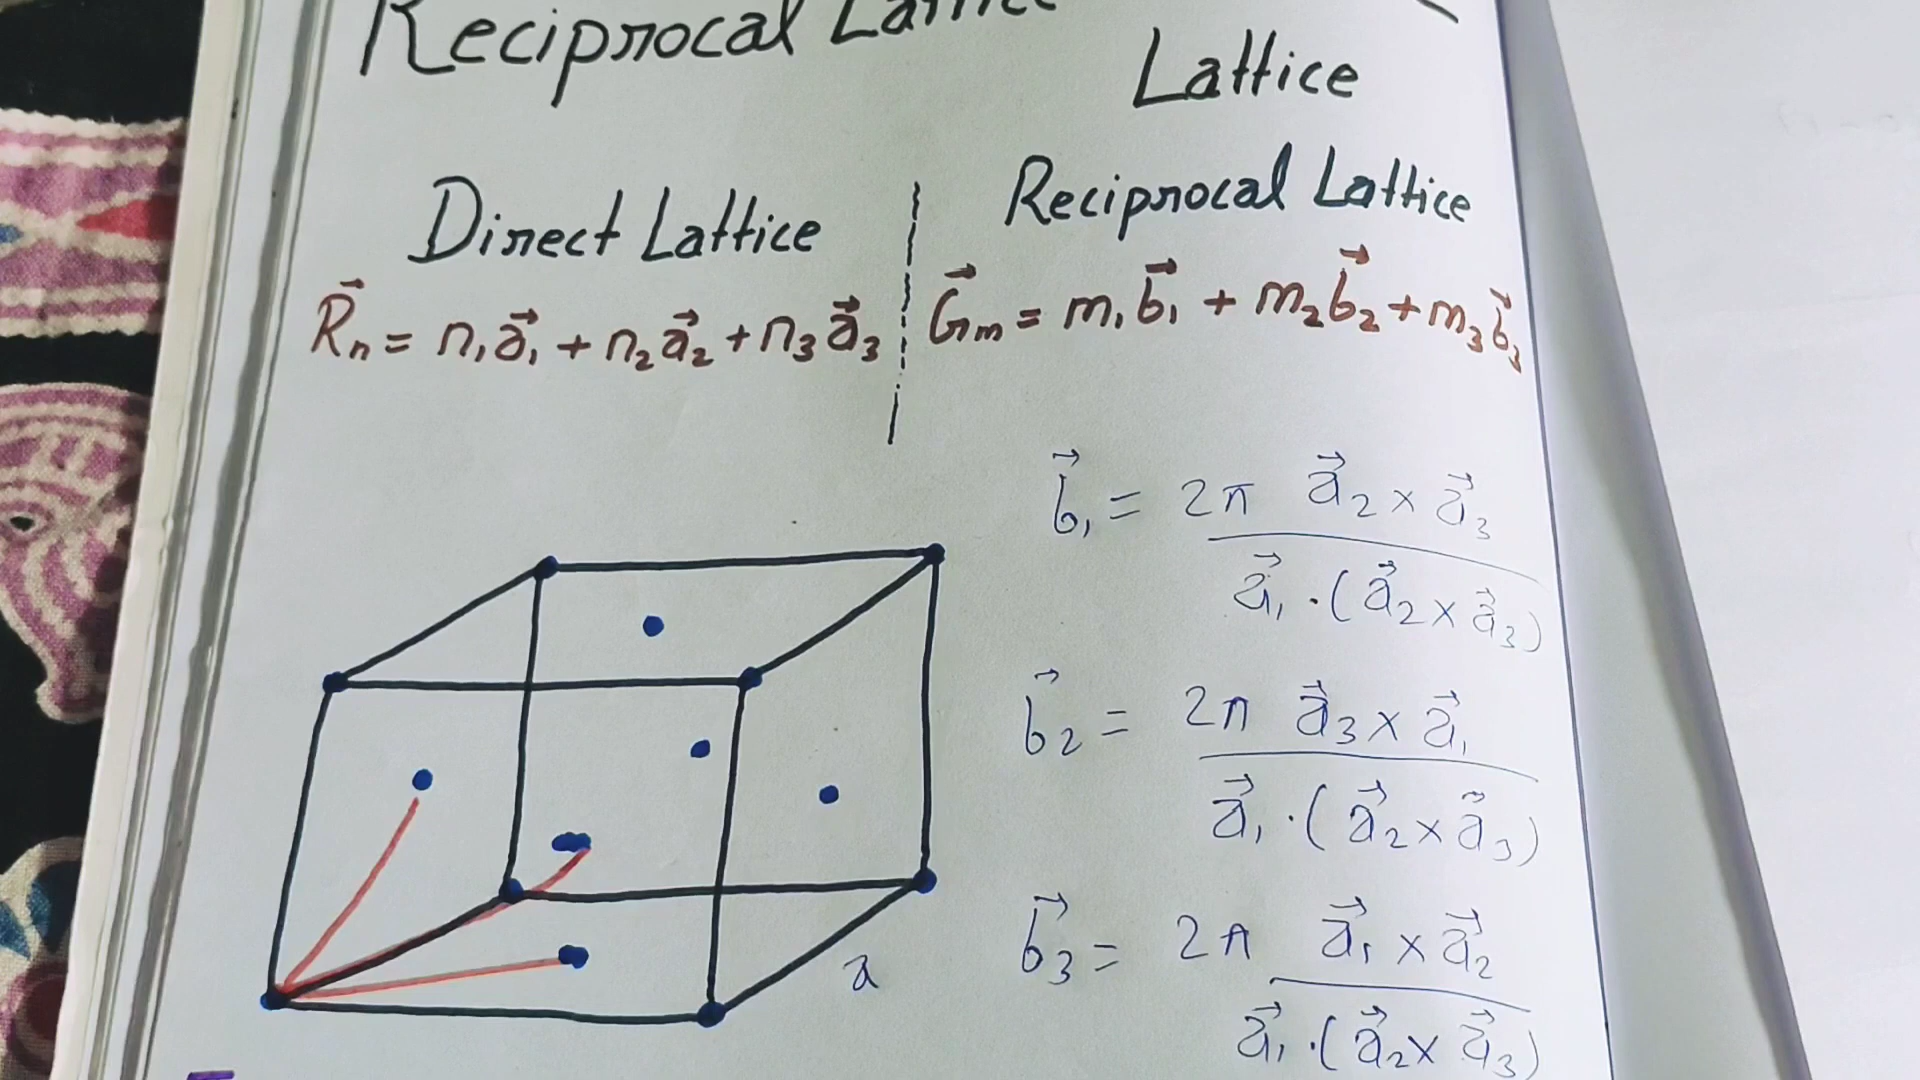 Reciprocal Lattice
Lattice
Direct Lattice
Reciprocal Lattice
R⃗ₙ = n₁a⃗₁ + n₂a⃗₂ + n₃a⃗₃
G⃗ₘ = m₁b⃗₁ + m₂b⃗₂ + m₃b⃗₃
b⃗₁ = 2π a⃗₂ × a⃗₃
a⃗₁ · (a⃗₂ × a⃗₃)
b⃗₂ = 2π a⃗₃ × a⃗₁
a⃗₁ · (a⃗₂ × a⃗₃)
b⃗₃ = 2π a⃗₁ × a⃗₂
a⃗₁ · (a⃗₂ × a⃗₃)
a